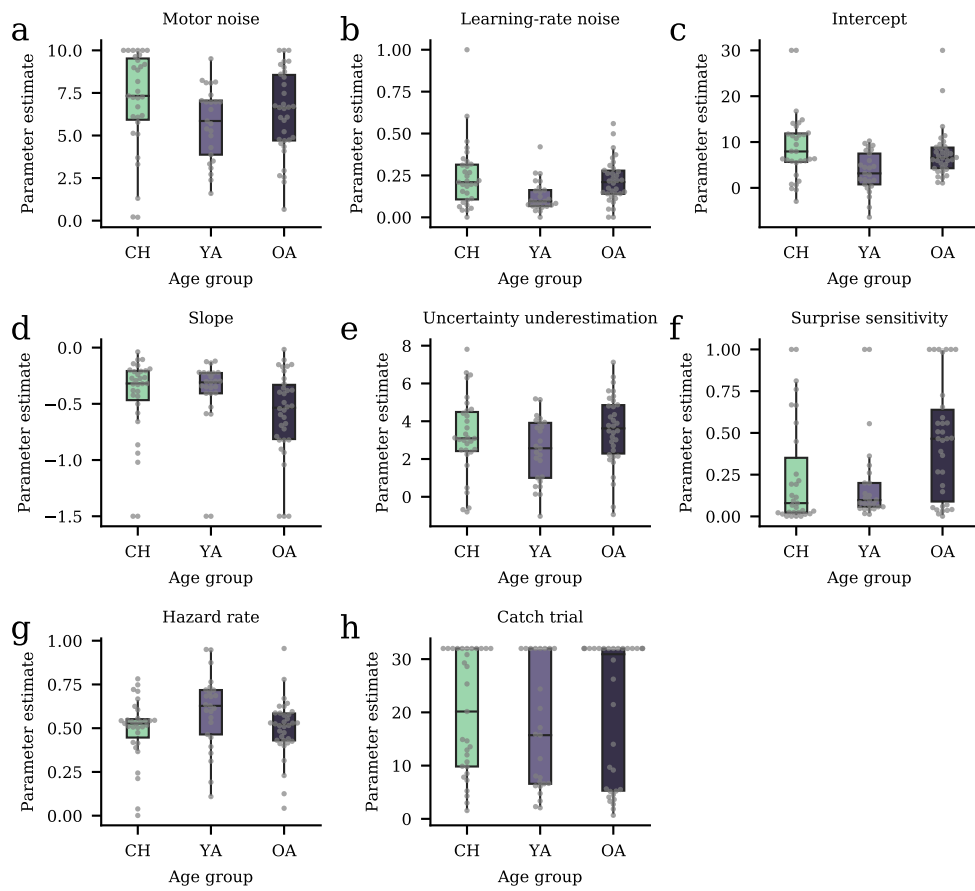 a
Motor noise
Parameter estimate
10.0
7.5
5.0
2.5
0.0
CH YA OA
Age group
b
Learning-rate noise
Parameter estimate
1.00
0.75
0.50
0.25
0.00
CH YA OA
Age group
c
Intercept
Parameter estimate
30
20
10
0
CH YA OA
Age group
d
Slope
Parameter estimate
0.0
−0.5
−1.0
−1.5
CH YA OA
Age group
e
Uncertainty underestimation
Parameter estimate
8
6
4
2
0
CH YA OA
Age group
f
Surprise sensitivity
Parameter estimate
1.00
0.75
0.50
0.25
0.00
CH YA OA
Age group
g
Hazard rate
Parameter estimate
1.00
0.75
0.50
0.25
0.00
CH YA OA
Age group
h
Catch trial
Parameter estimate
30
20
10
0
CH YA OA
Age group